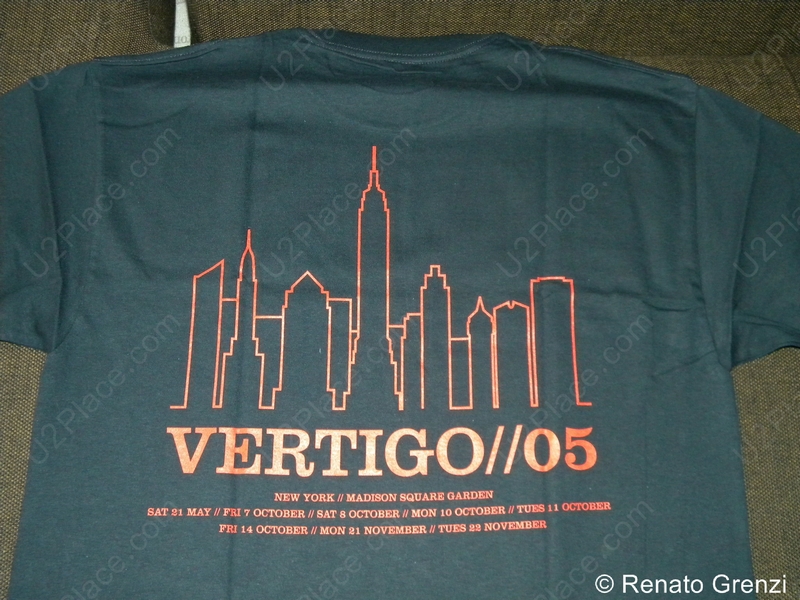 VERTIGO//05
NEW YORK // MADISON SQUARE GARDEN
SAT 21 MAY // FRI 7 OCTOBER // SAT 8 OCTOBER // MON 10 OCTOBER // TUES 11 OCTOBER
FRI 14 OCTOBER // MON 21 NOVEMBER // TUES 22 NOVEMBER
U2Place.com
© Renato Grenzi